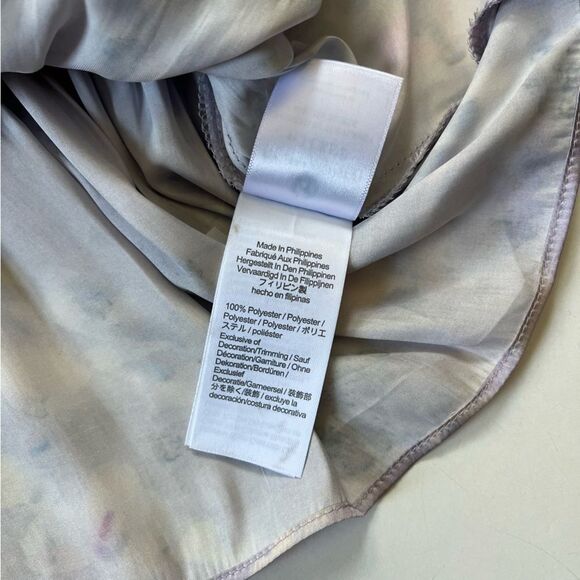 Made In Philippines
Fabriqué Aux Philippines
Hergestellt In Den Philippinen
Vervaardigd In De Filippijnen
フィリピン製
hecho en filipinas
100% Polyester / Polyester /
Polyester / Polyester / ポリエ
ステル / poliéster
Exclusive of
Decoration/Trimming / Sauf
Décoration/Garniture / Ohne
Dekoration/Bordüren /
Exclusief
Decoratie/Garneersel / 装飾部
分を除く/装飾 / excluye la
decoración/costura decorativa